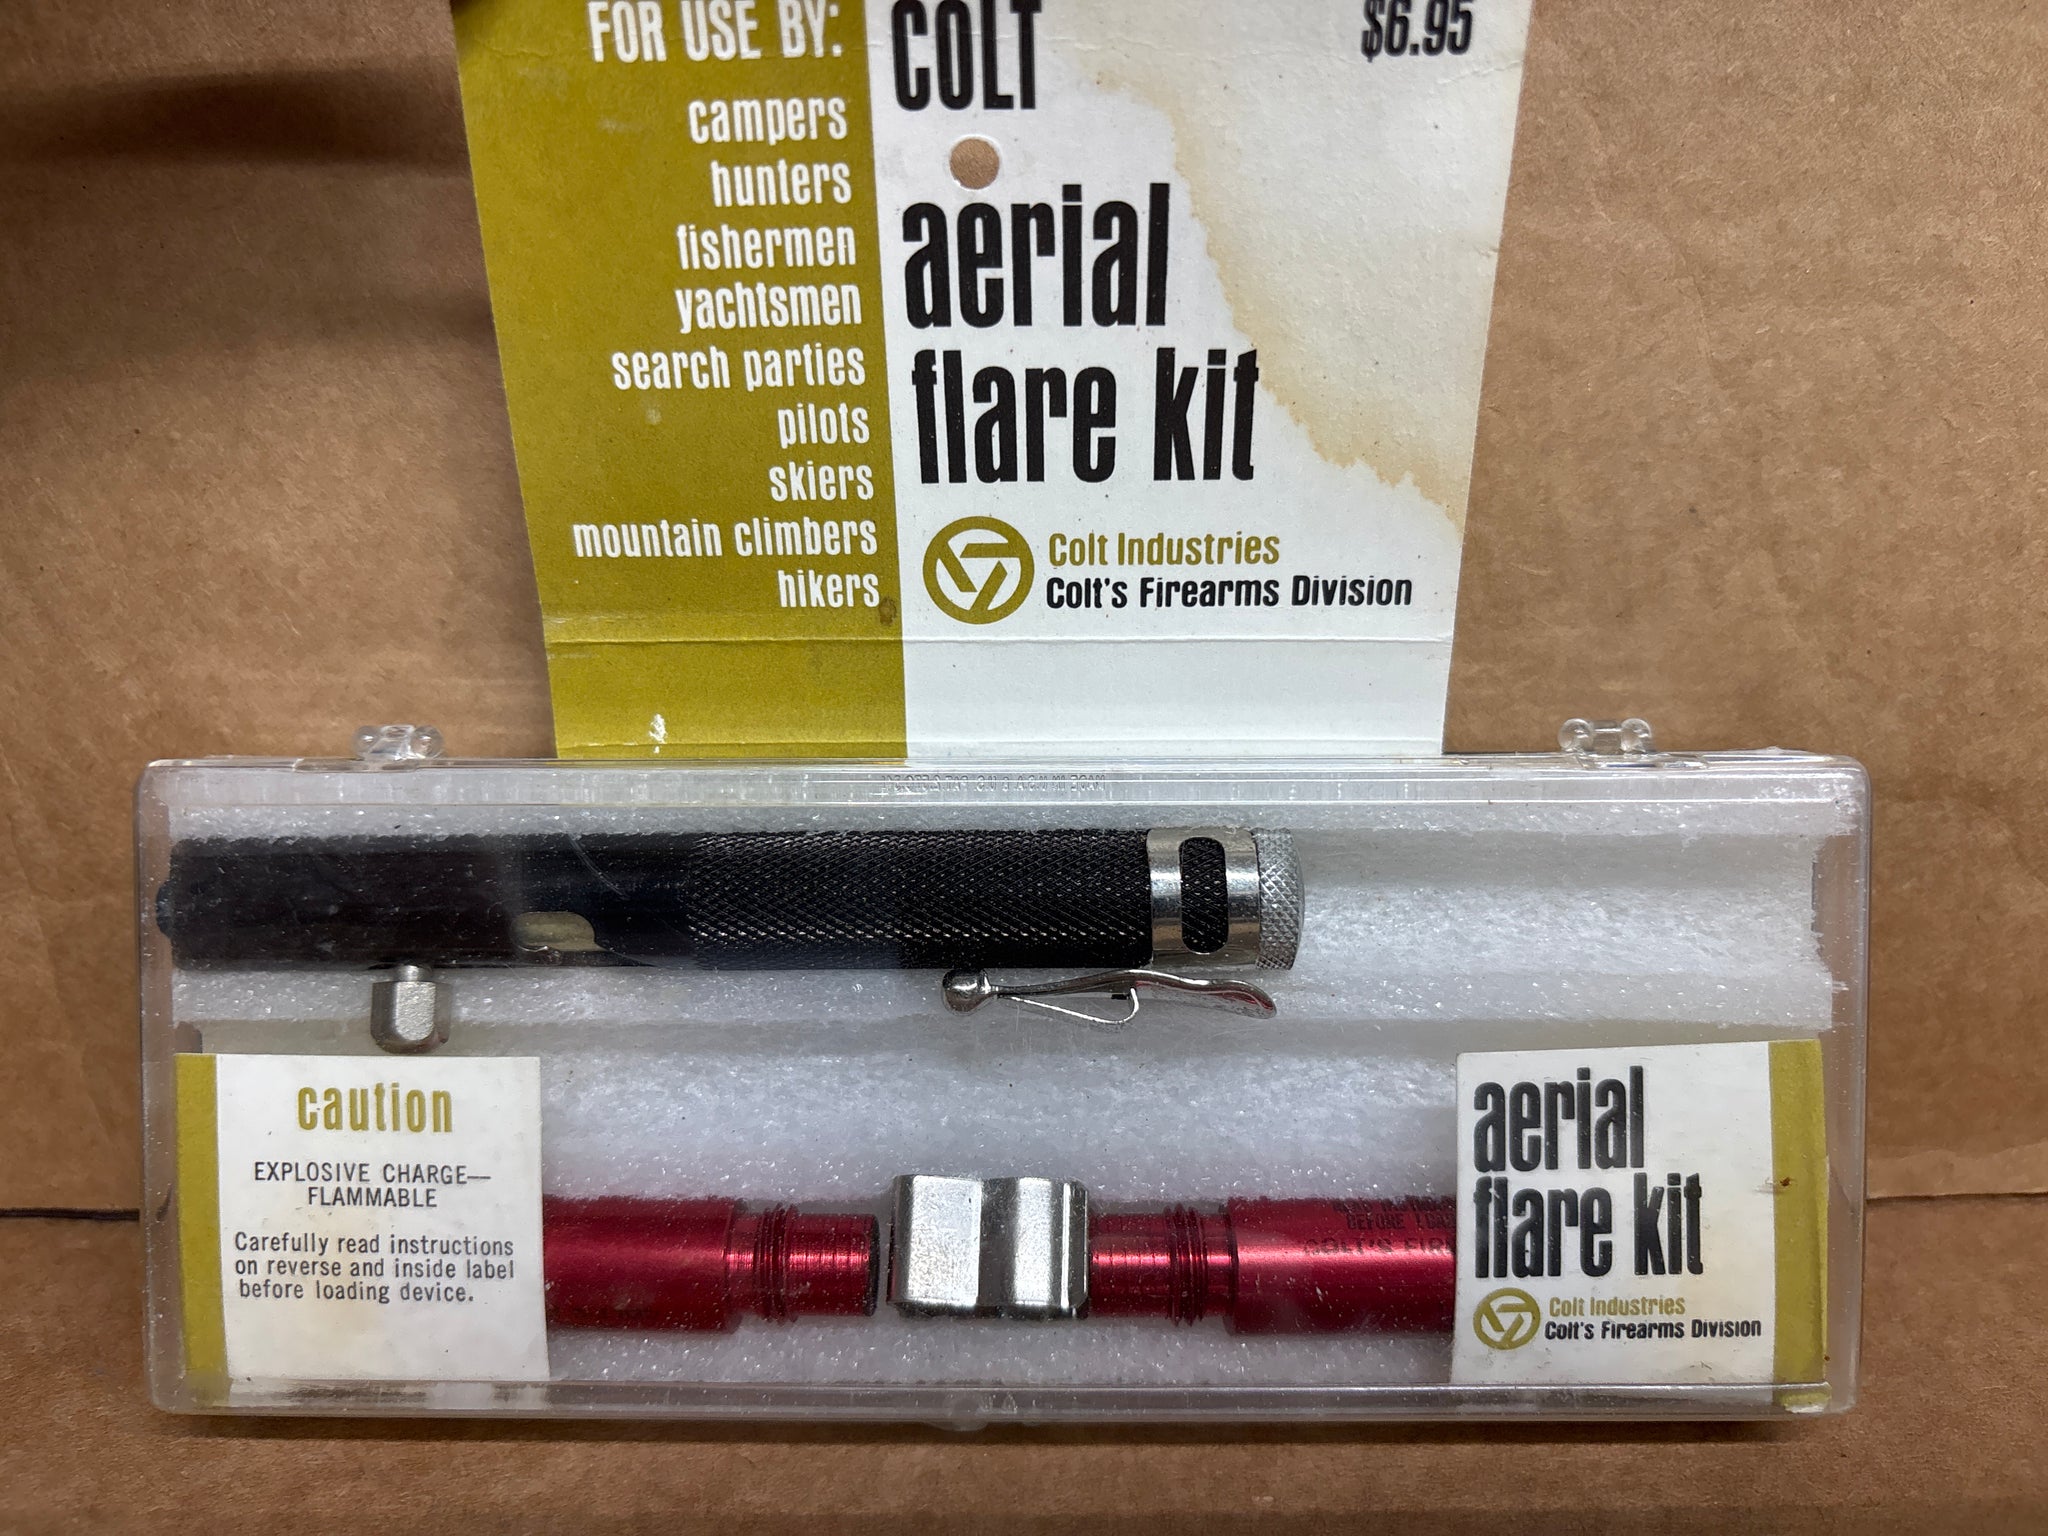 FOR USE BY:
campers
hunters
fishermen
yachtsmen
search parties
pilots
skiers
mountain climbers
hikers
COLT
$6.95
aerial
flare kit
Colt Industries
Colt's Firearms Division
caution
EXPLOSIVE CHARGE—
FLAMMABLE
Carefully read instructions
on reverse and inside label
before loading device.
BEFORE
COLT'S
aerial
flare kit
Colt Industries
Colt's Firearms Division